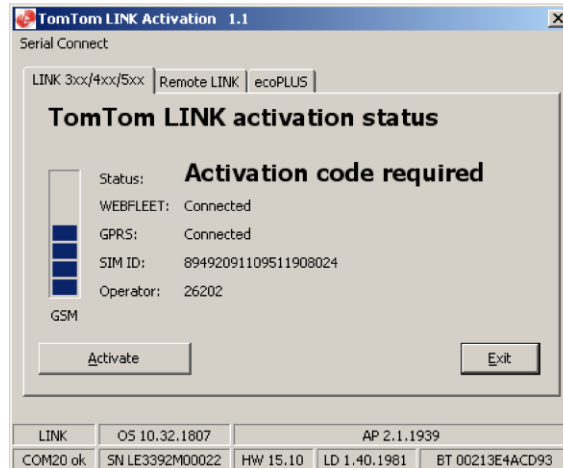 TomTom LINK Activation 1.1
Serial Connect
LINK 3xx/4xx/5xx Remote LINK ecoPLUS
TomTom LINK activation status
Status: Activation code required
WEBFLEET: Connected
GPRS: Connected
SIM ID: 89492091109511908024
Operator: 26202
GSM
Activate Exit
LINK OS 10.32.1807 AP 2.1.1939
COM20 ok SN LE3392M00022 HW 15.10 LD 1.40.1981 BT 00213E4ACD93